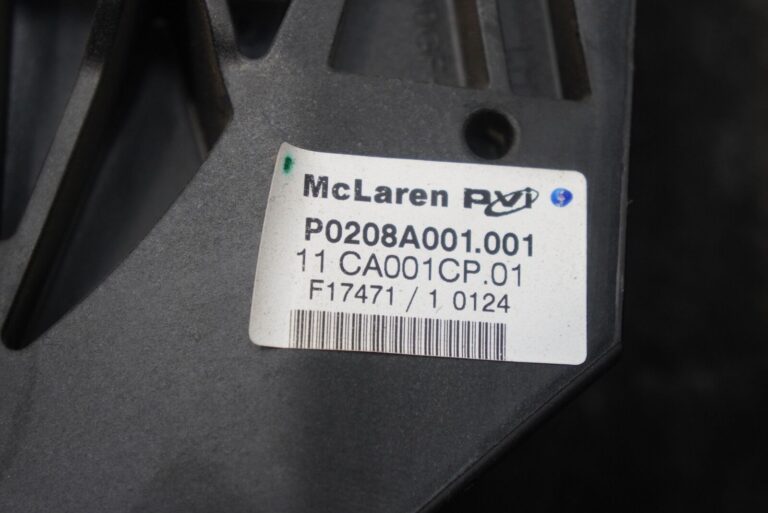 McLaren PVI
P0208A001.001
11 CA001CP.01
F17471 / 1 0124